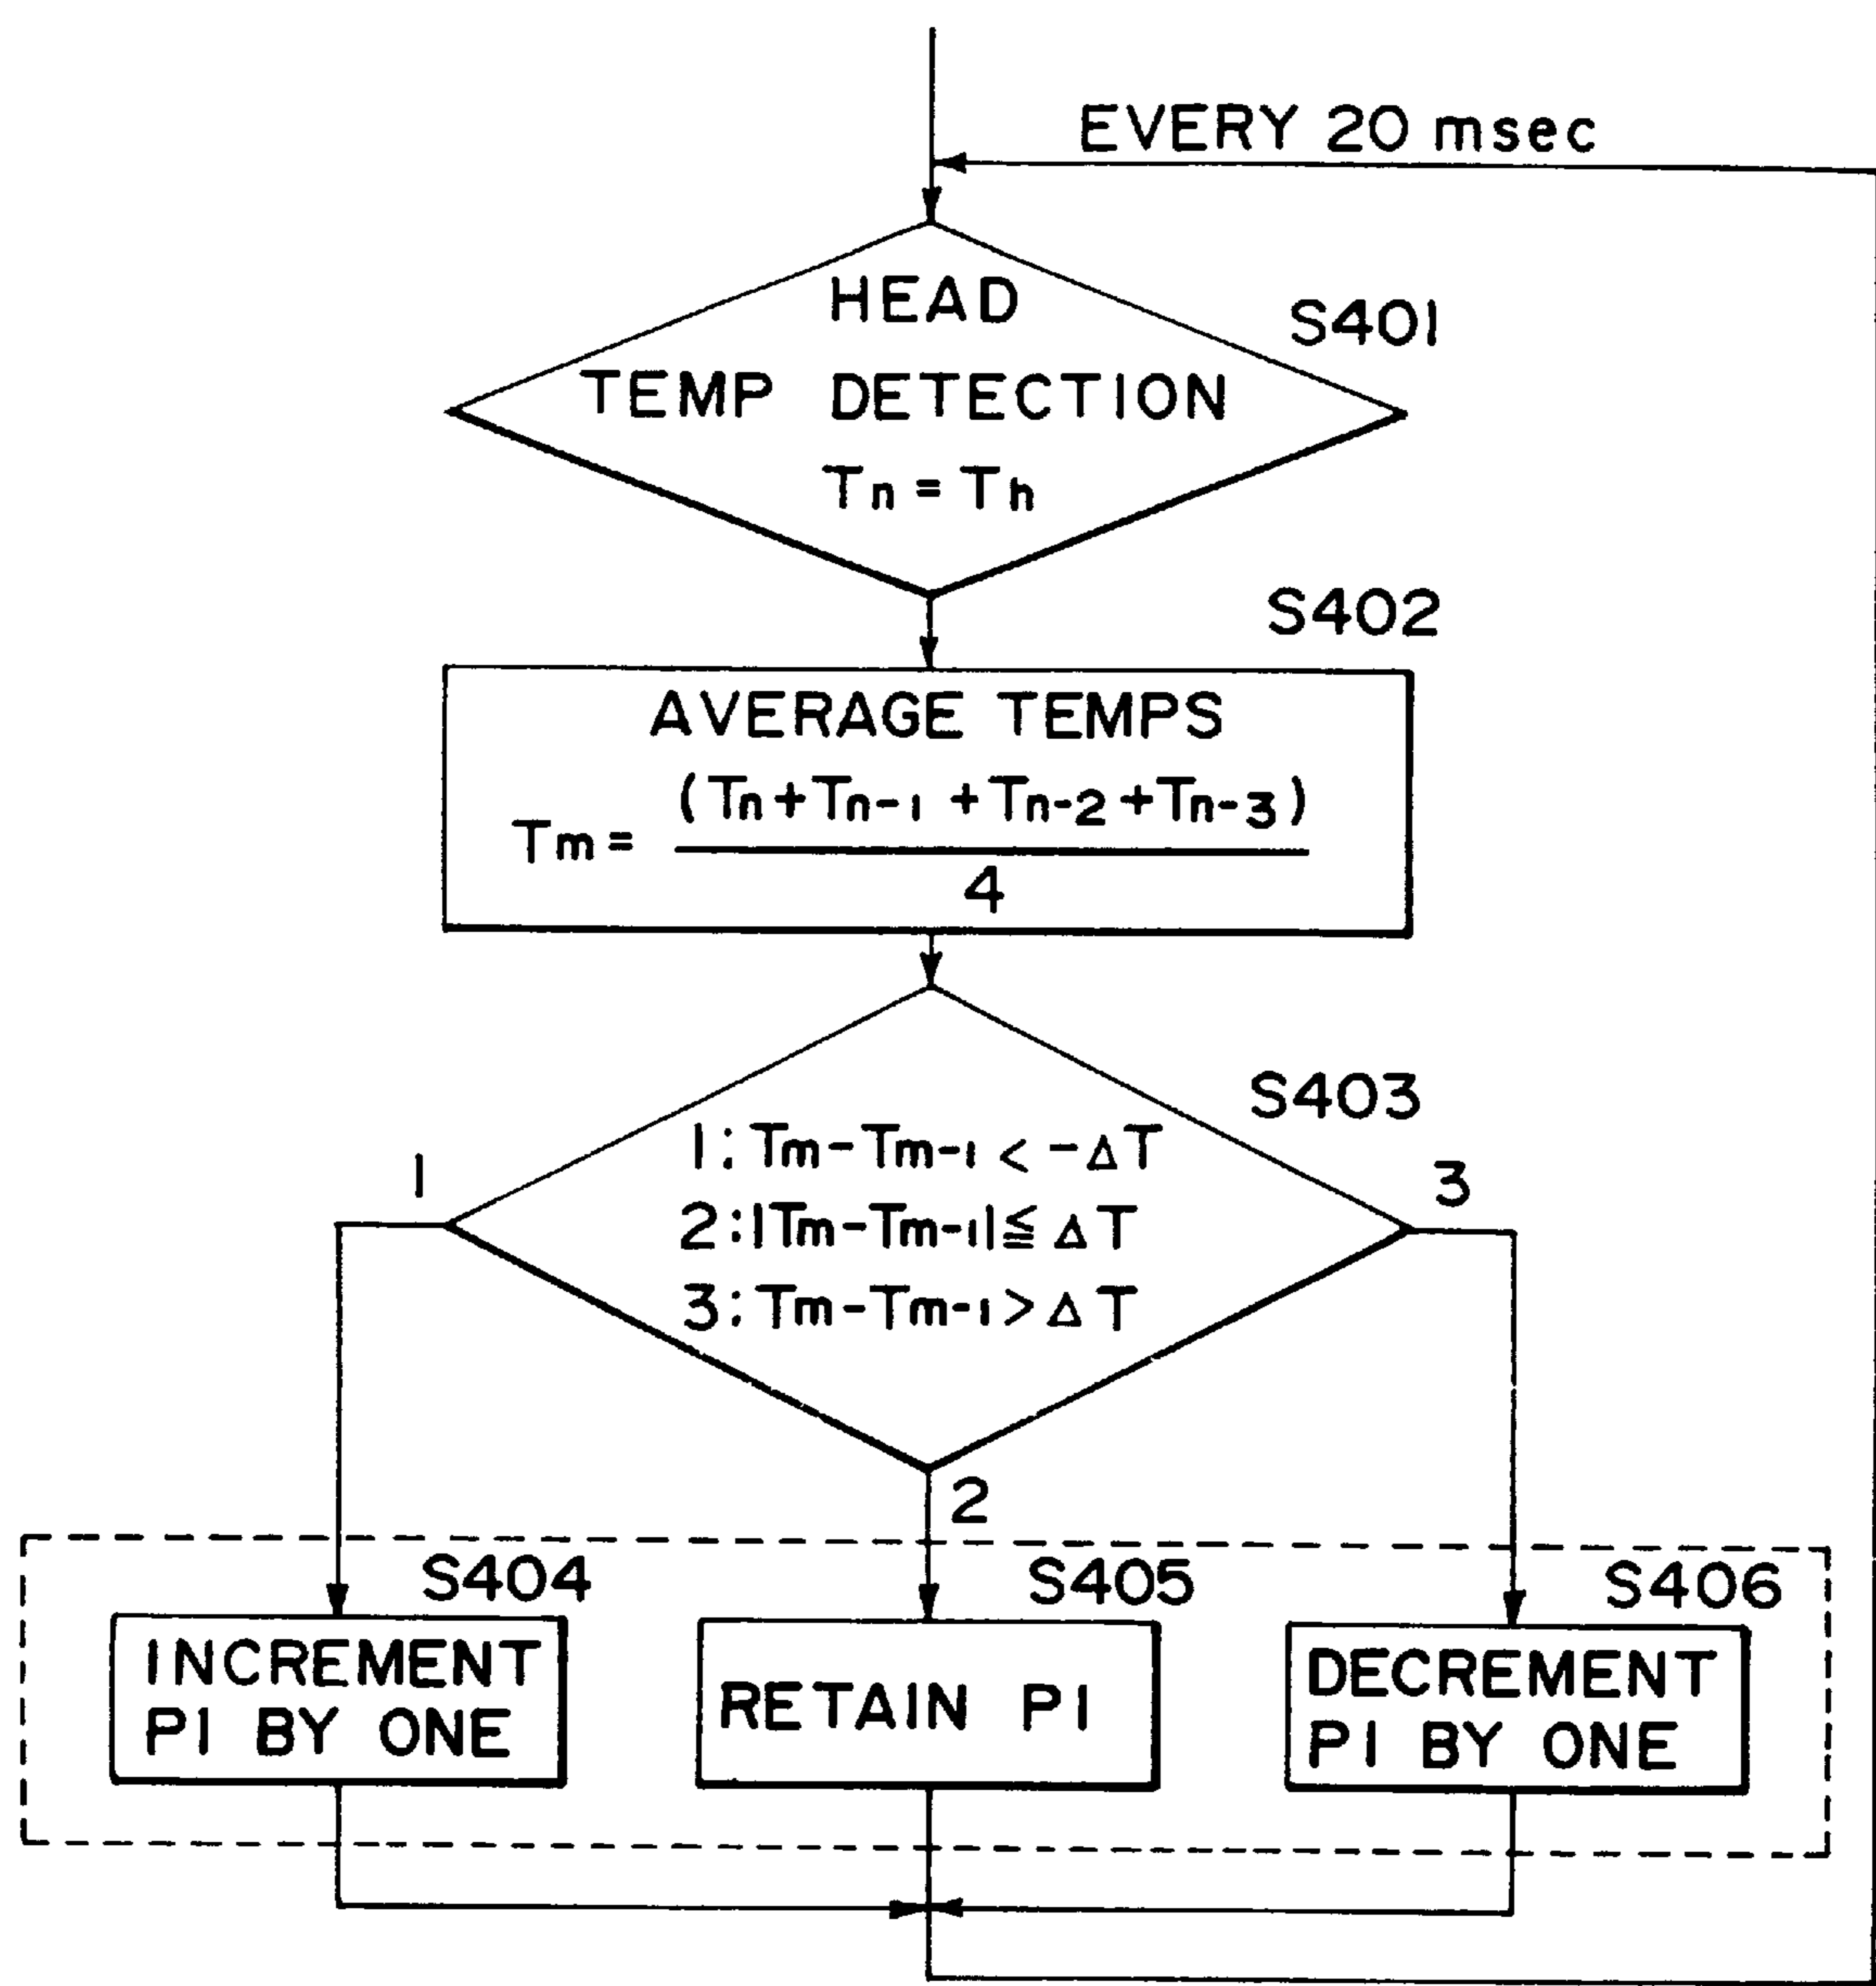 EVERY 20 msec
HEAD
TEMP DETECTION
Tn = Th
S401
S402
AVERAGE TEMPS
Tm = (Tn+Tn-1 +Tn-2 +Tn-3)
4
S403
1: Tm-Tm-1 < -ΔT
2:|Tm-Tm-1|≦ ΔT
3: Tm-Tm-1 > ΔT
1
3
2
S404
INCREMENT
P1 BY ONE
S405
RETAIN P1
S406
DECREMENT
P1 BY ONE